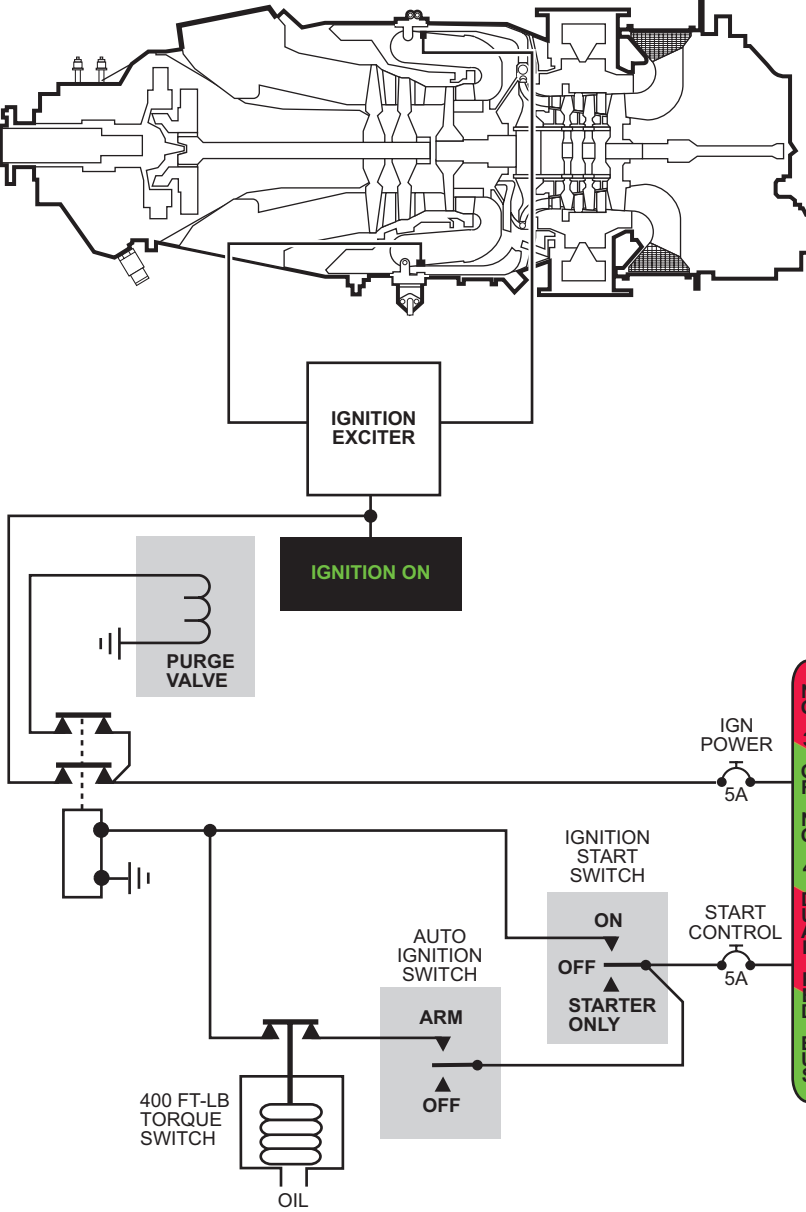 IGNITION
EXCITER
IGNITION ON
PURGE
VALVE
IGN
POWER
5A
IGNITION
START
SWITCH
ON
OFF
STARTER
ONLY
START
CONTROL
5A
AUTO
IGNITION
SWITCH
ARM
OFF
400 FT-LB
TORQUE
SWITCH
OIL